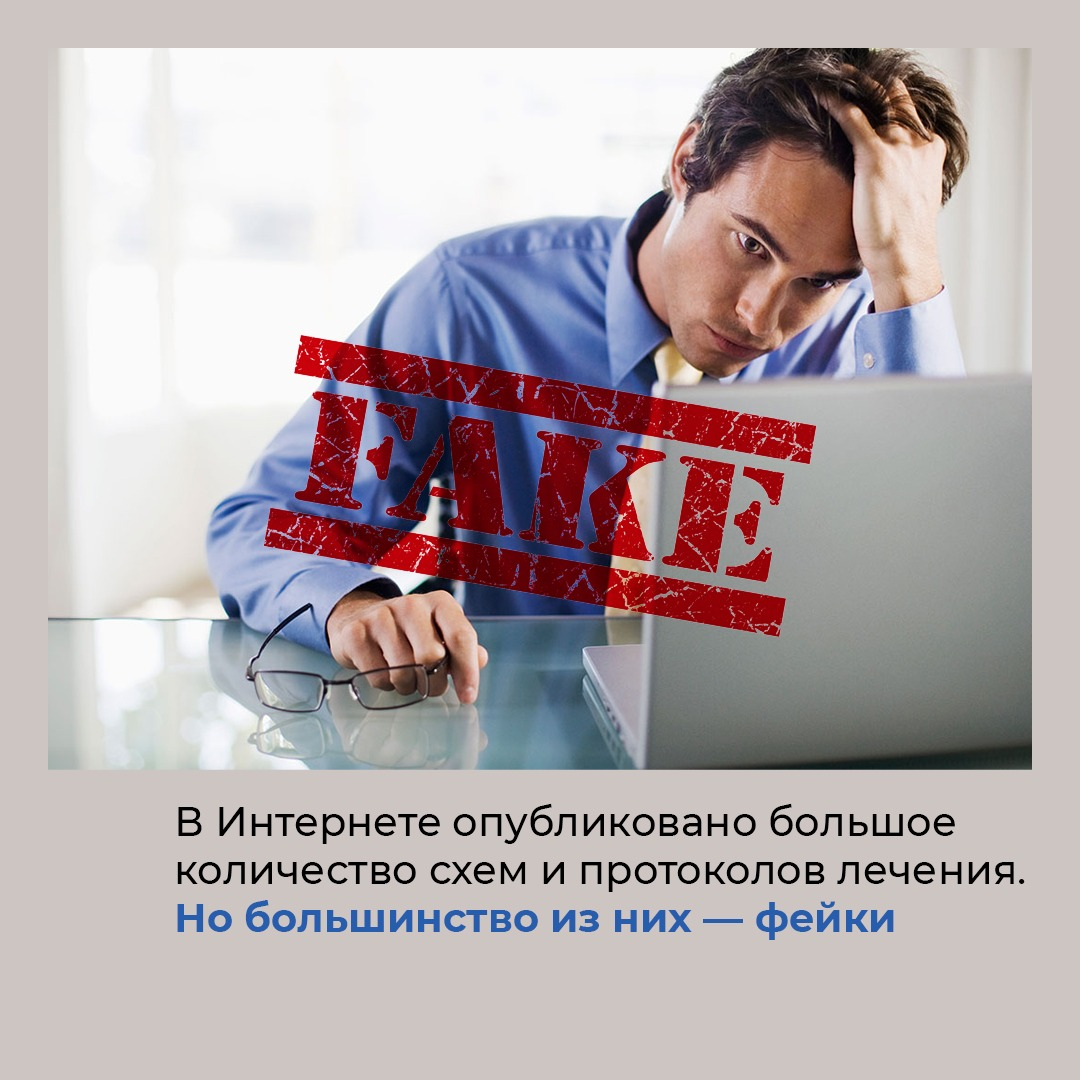 FAKE
В Интернете опубликовано большое
количество схем и протоколов лечения.
Но большинство из них — фейки